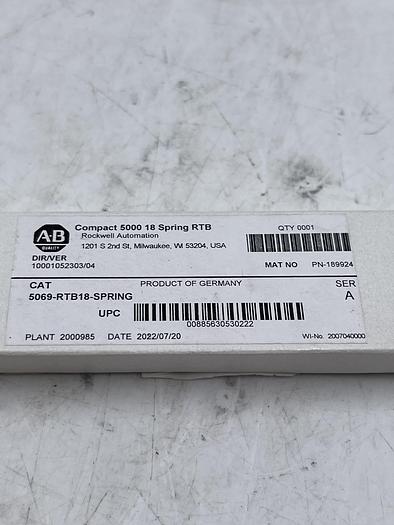 A-B
QUALITY
Compact 5000 18 Spring RTB
Rockwell Automation
1201 S 2nd St, Milwaukee, WI 53204, USA
QTY 0001
DIR/VER
10001052303/04
MAT NO PN-189924
CAT PRODUCT OF GERMANY SER
5069-RTB18-SPRING A
UPC
00885630530222
PLANT 2000985 DATE 2022/07/20 WI-No. 2007040000